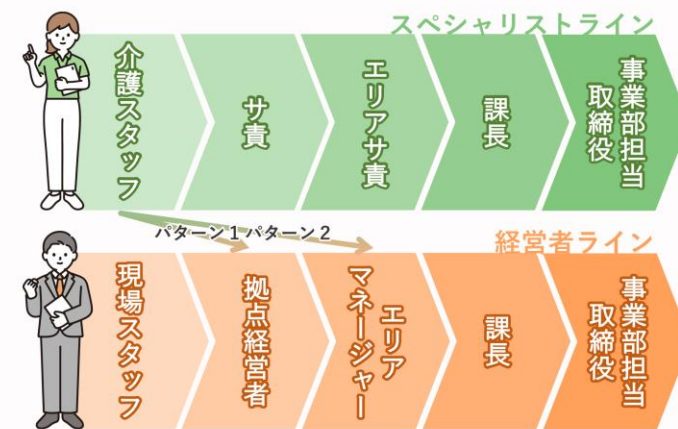 スペシャリストライン
介護スタッフ
サ責
エリアサ責
課長
事業部担当
取締役
パターン1 パターン2
経営者ライン
現場スタッフ
拠点経営者
エリア
マネージャー
課長
事業部担当
取締役